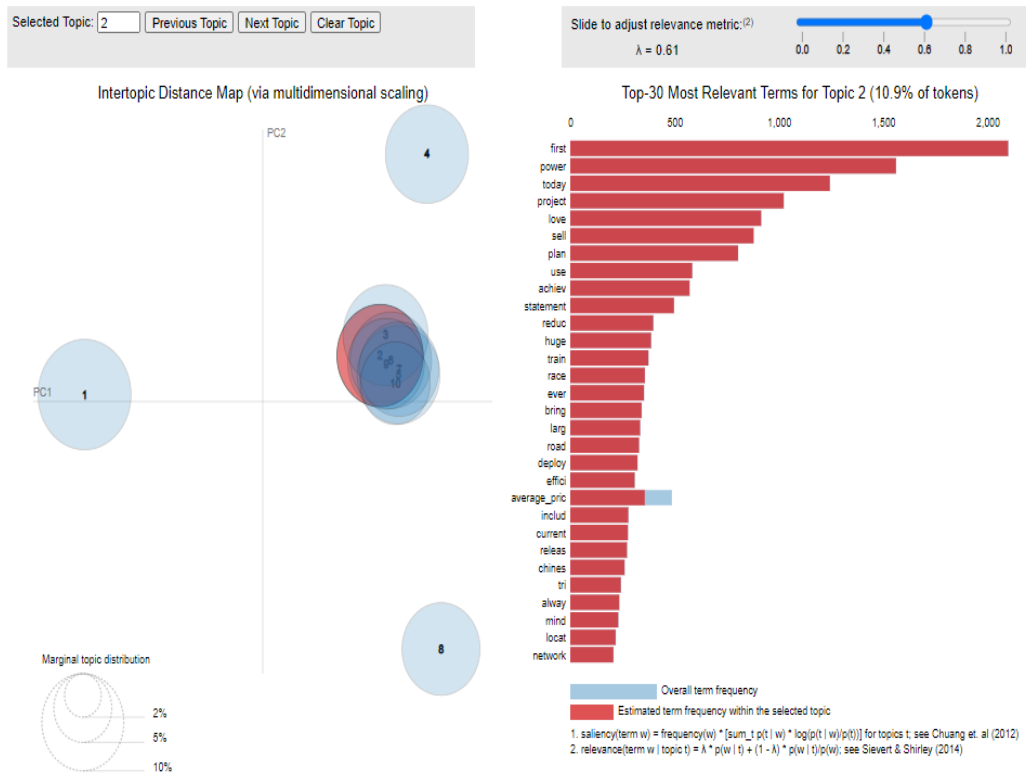 Selected Topic: 2 Previous Topic Next Topic Clear Topic
Slide to adjust relevance metric:(2)
λ = 0.61
0.0 0.2 0.4 0.6 0.8 1.0
Intertopic Distance Map (via multidimensional scaling)
PC2
PC1
4
1
3
2
8
Marginal topic distribution
2%
5%
10%
Top-30 Most Relevant Terms for Topic 2 (10.9% of tokens)
0 500 1,000 1,500 2,000
first
power
today
project
love
sell
plan
use
achiev
statement
reduc
huge
train
race
ever
bring
larg
road
deploy
effici
average_pric
includ
current
releas
chines
tri
alway
mind
locat
network
Overall term frequency
Estimated term frequency within the selected topic
1. saliency(term w) = frequency(w) * [sum_t p(t | w) * log(p(t | w)/p(t))] for topics t; see Chuang et. al (2012)
2. relevance(term w | topic t) = λ * p(w | t) + (1 - λ) * p(w | t)/p(w); see Sievert & Shirley (2014)